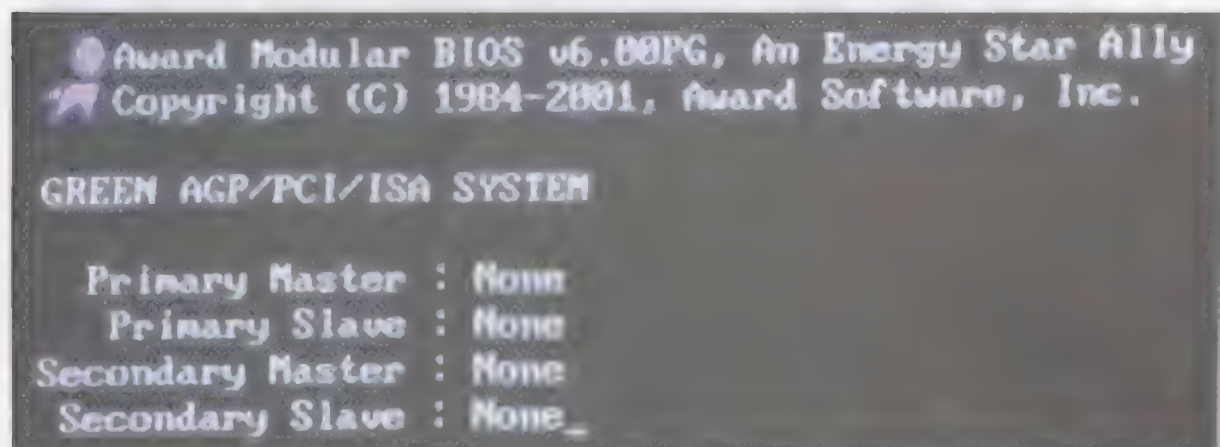 Award Modular BIOS v6.00PG, An Energy Star Ally
Copyright (C) 1984-2001, Award Software, Inc.
GREEN AGP/PCI/ISA SYSTEM
Primary Master : None
Primary Slave : None
Secondary Master : None
Secondary Slave : None_